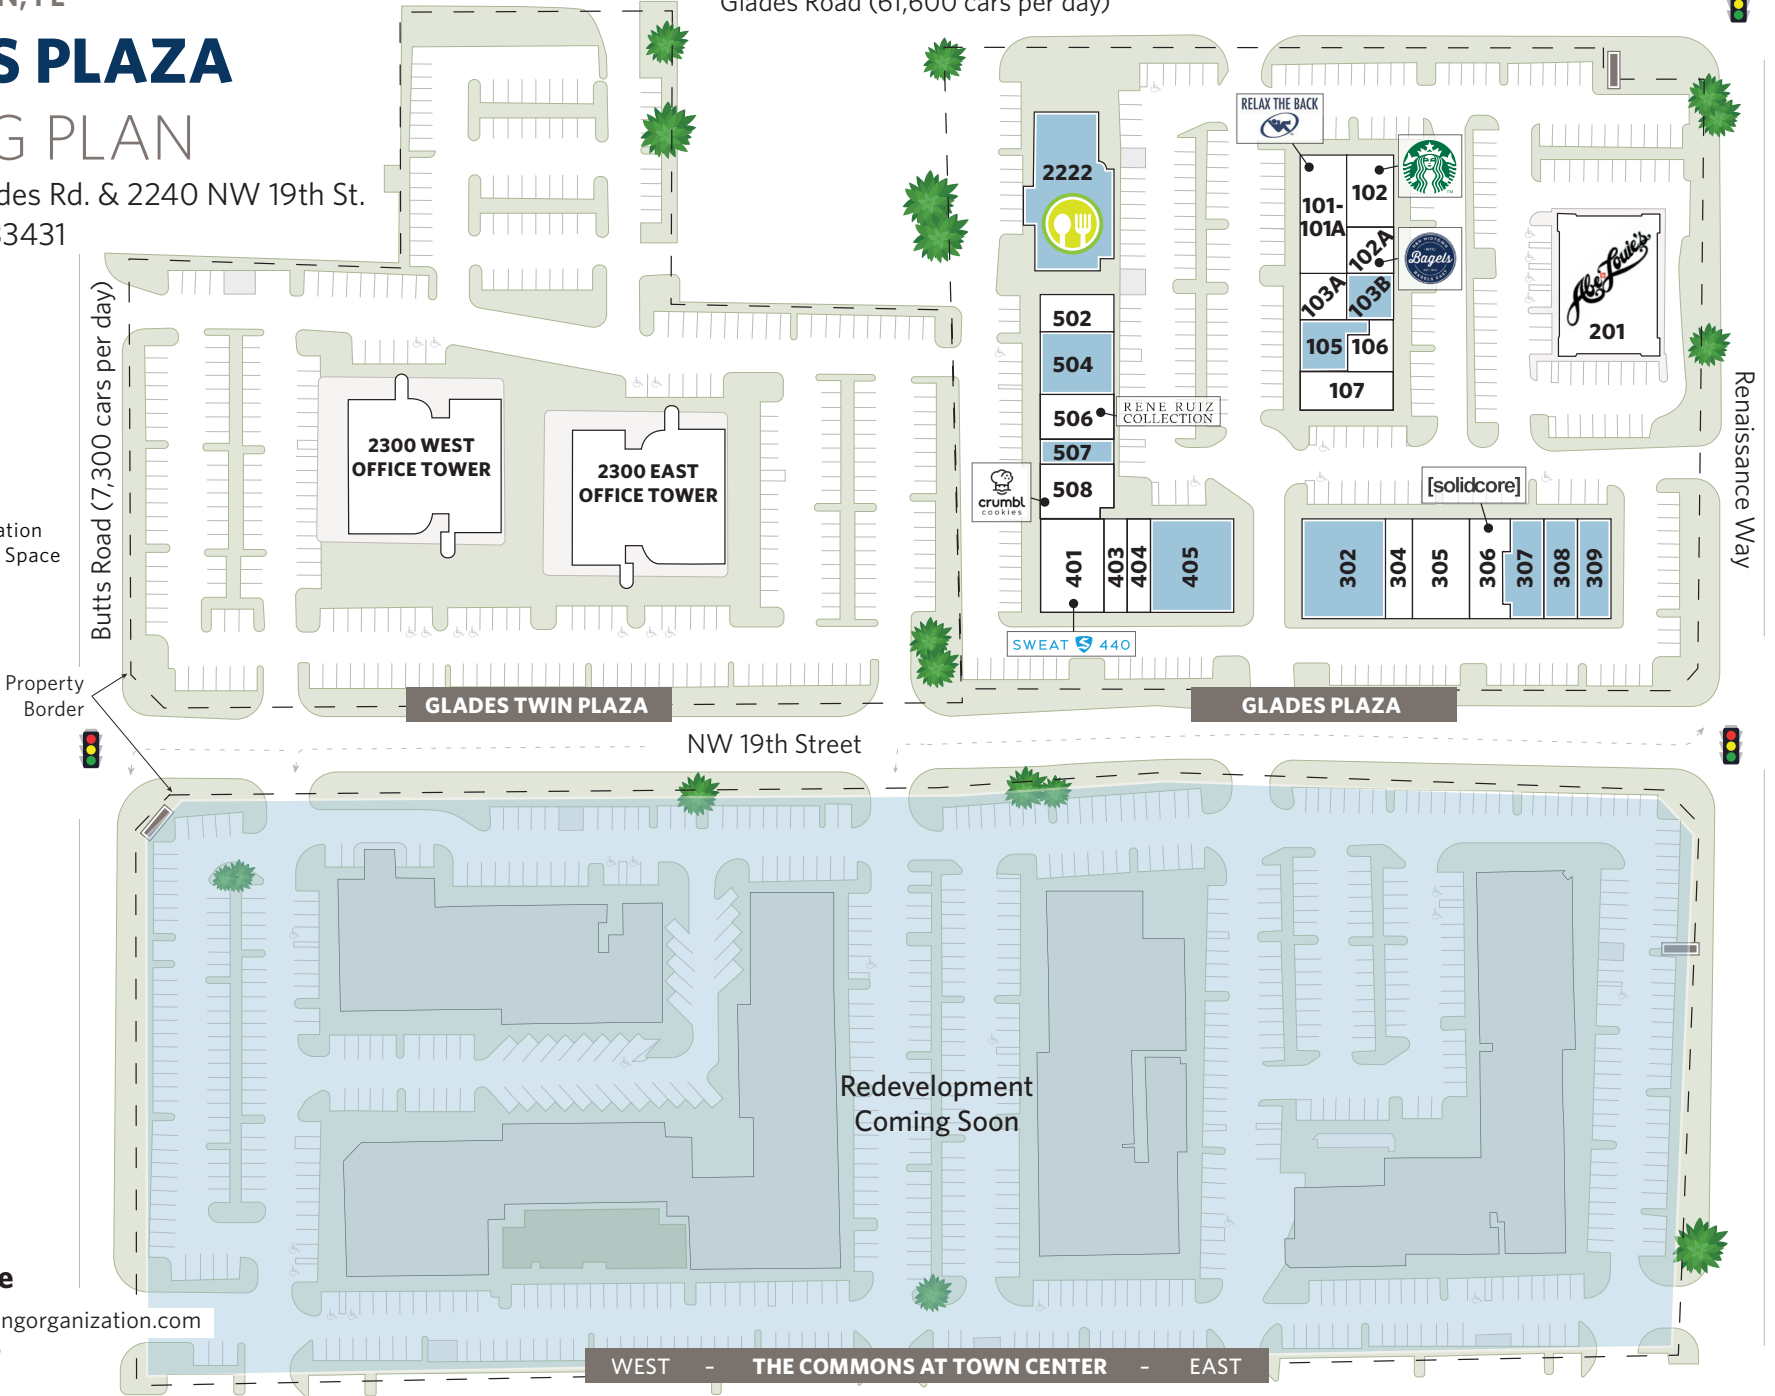 Glades Road (61,600 cars per day)
S PLAZA
G PLAN
des Rd. & 2240 NW 19th St.
33431
Butts Road (7,300 cars per day)
ation
Space
Property
Border
2300 WEST
OFFICE TOWER
2300 EAST
OFFICE TOWER
GLADES TWIN PLAZA
2222
502
504
506
RENE RUIZ
COLLECTION
507
508
crumbl
cookies
401
403
404
405
SWEAT 440
RELAX THE BACK
101-
101A
102
102A
Bagels
103A
103B
105
106
107
Abe & Louie's
201
[solidcore]
302
304
305
306
307
308
309
GLADES PLAZA
Renaissance Way
NW 19th Street
Redevelopment
Coming Soon
e
ngorganization.com
WEST - THE COMMONS AT TOWN CENTER - EAST